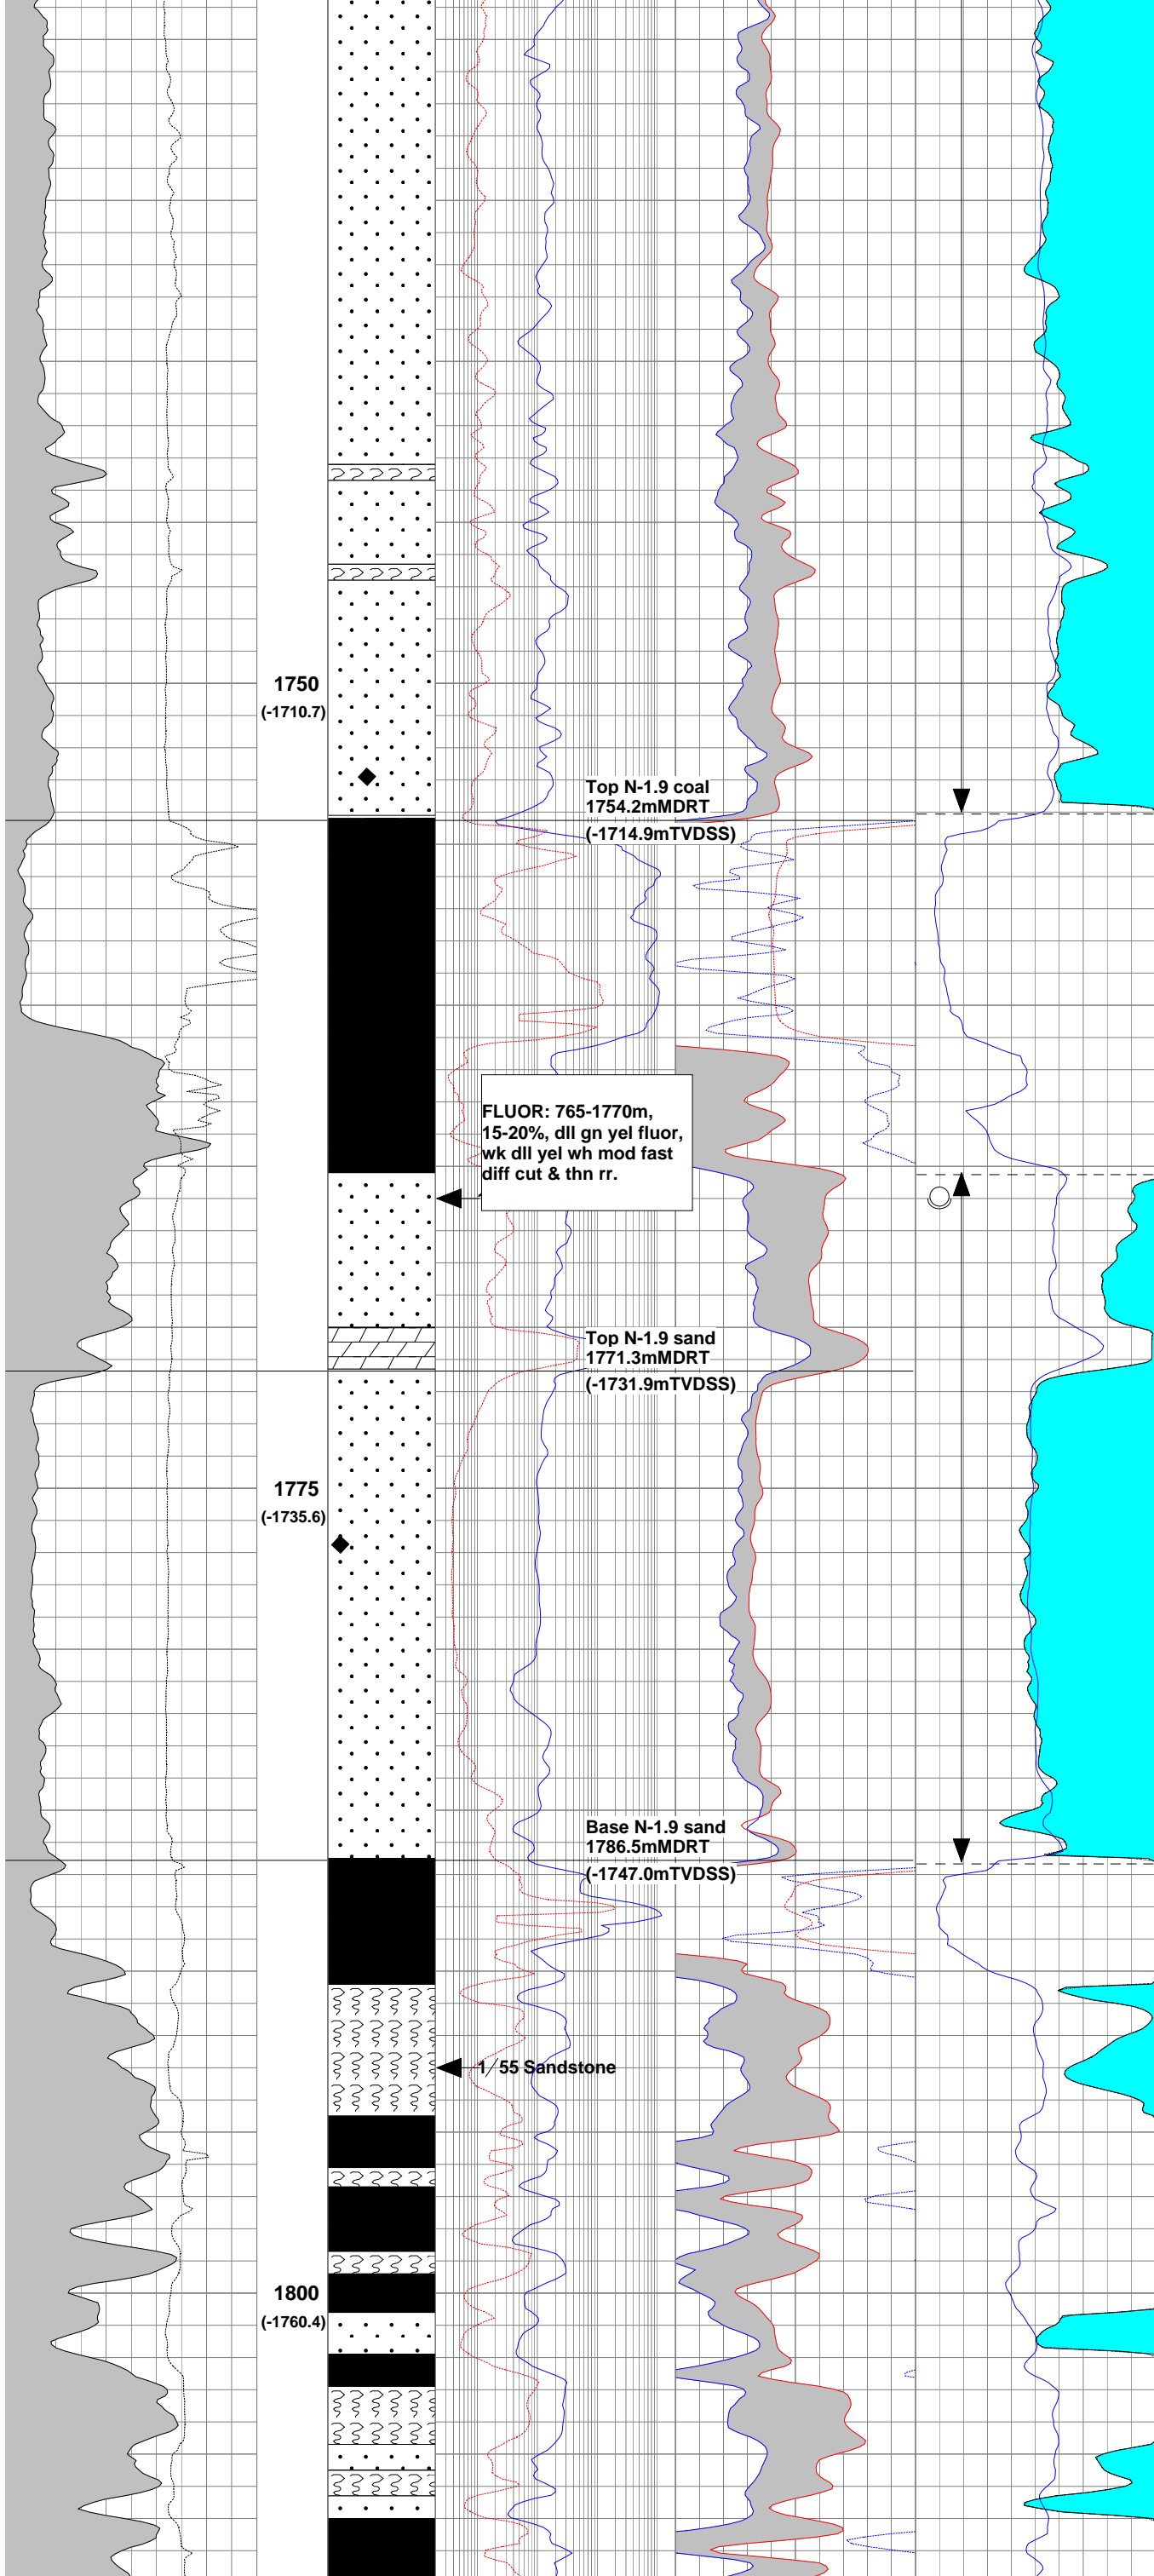 1750
(-1710.7)
Top N-1.9 coal
1754.2mMDRT
(-1714.9mTVDSS)
FLUOR: 765-1770m,
15-20%, dll gn yel fluor,
wk dll yel wh mod fast
diff cut & thn rr.
Top N-1.9 sand
1771.3mMDRT
(-1731.9mTVDSS)
1775
(-1735.6)
Base N-1.9 sand
1786.5mMDRT
(-1747.0mTVDSS)
1/55 Sandstone
1800
(-1760.4)